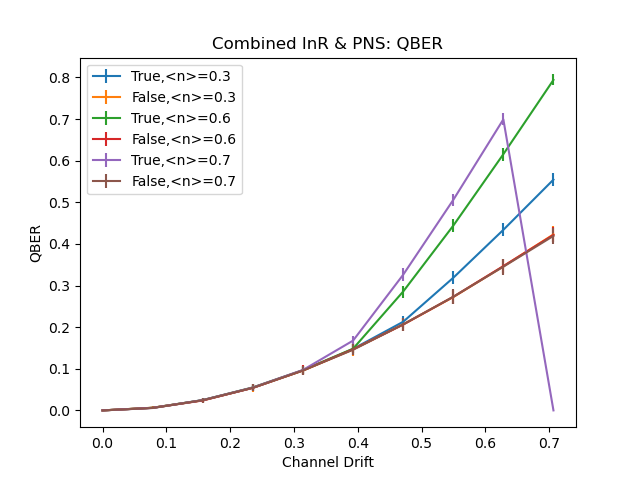 Combined InR & PNS: QBER
True,<n>=0.3
False,<n>=0.3
True,<n>=0.6
False,<n>=0.6
True,<n>=0.7
False,<n>=0.7
QBER
0.8
0.7
0.6
0.5
0.4
0.3
0.2
0.1
0.0
0.0 0.1 0.2 0.3 0.4 0.5 0.6 0.7
Channel Drift